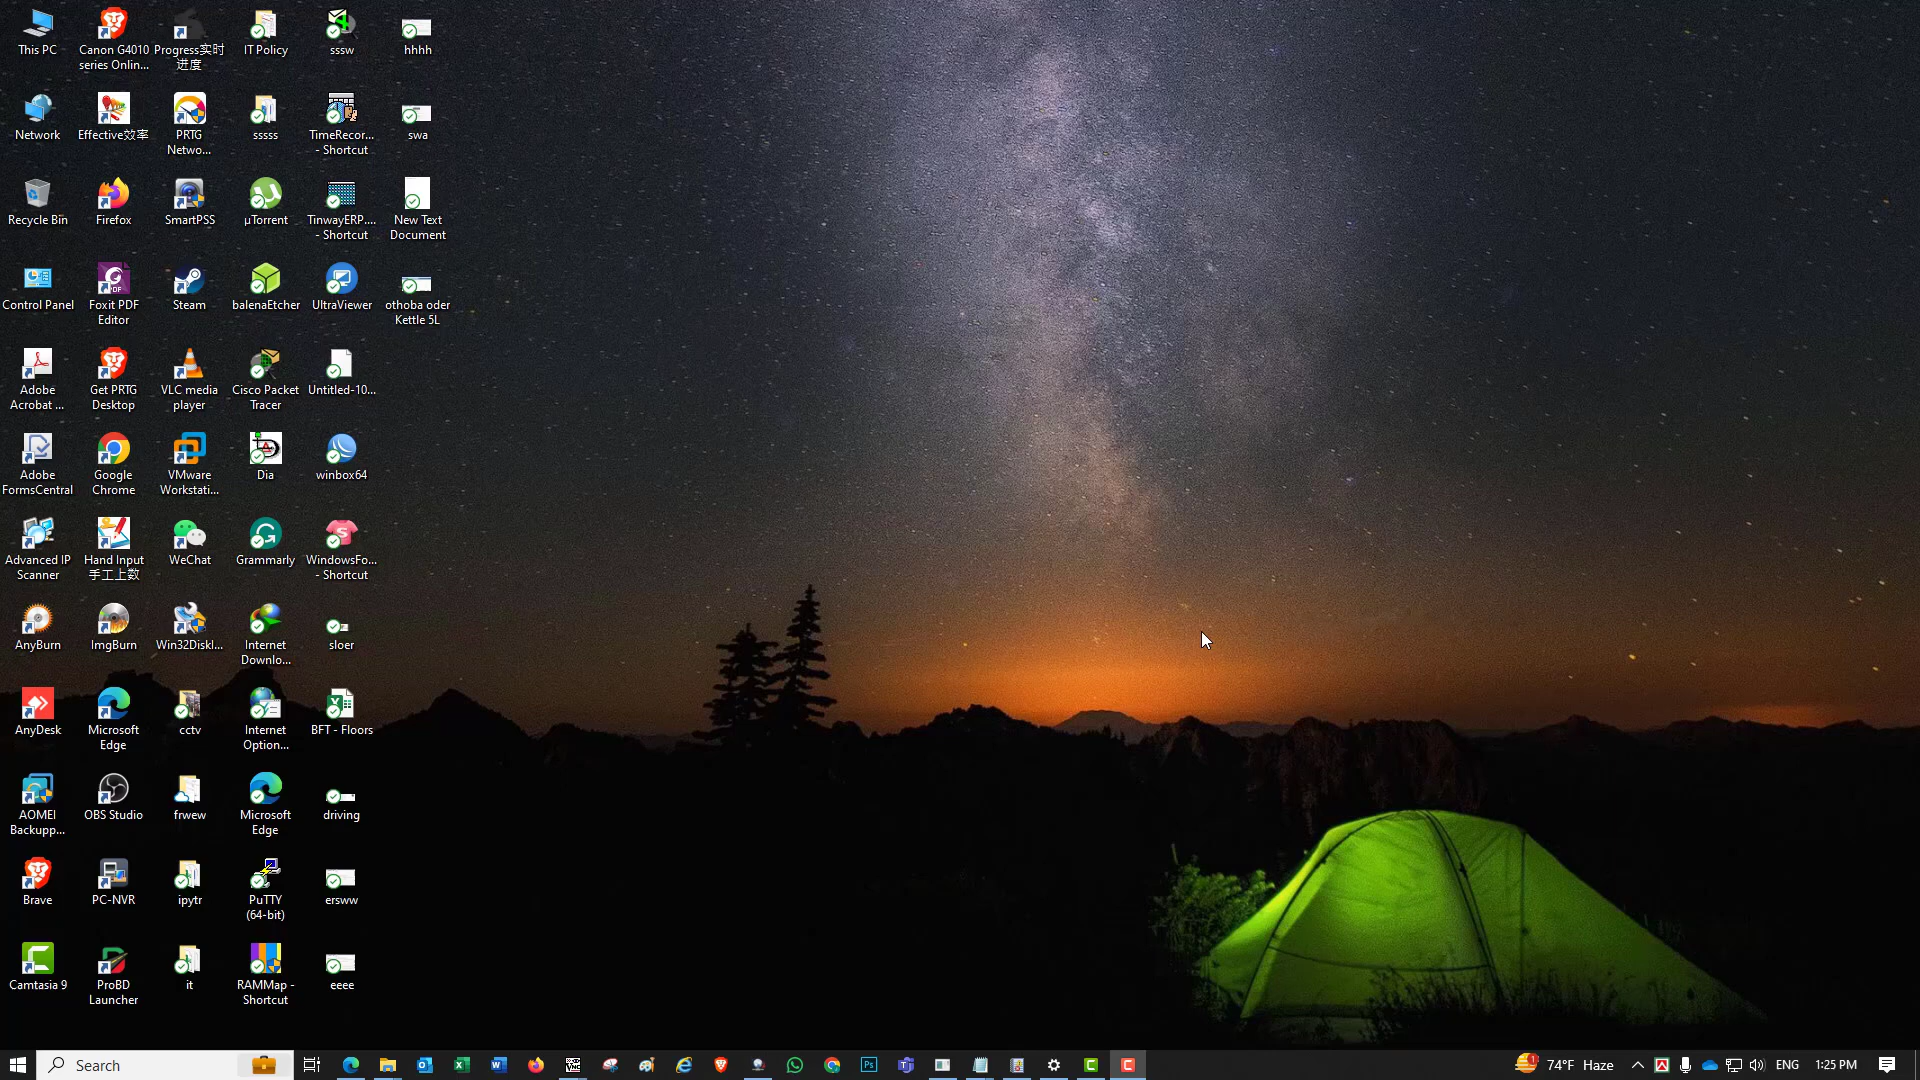 This PC
Canon G4010
series Onlin...
Progress实时
进度
IT Policy
sssw
hhhh
Network
Effective效率
PRTG
Netwo...
sssss
TimeRecor...
- Shortcut
swa
Recycle Bin
Firefox
SmartPSS
µTorrent
TinwayERP....
- Shortcut
New Text
Document
Control Panel
Foxit PDF
Editor
Steam
balenaEtcher
UltraViewer
othoba oder
Kettle 5L
Adobe
Acrobat ...
Get PRTG
Desktop
VLC media
player
Cisco Packet
Tracer
Untitled-10...
Adobe
FormsCentral
Google
Chrome
VMware
Workstati...
Dia
winbox64
Advanced IP
Scanner
Hand Input
手工上数
WeChat
Grammarly
WindowsFo...
- Shortcut
AnyBurn
ImgBurn
Win32DiskI...
Internet
Downlo...
sloer
AnyDesk
Microsoft
Edge
cctv
Internet
Option...
BFT - Floors
AOMEI
Backupp...
OBS Studio
frwew
Microsoft
Edge
driving
Brave
PC-NVR
ipytr
PuTTY
(64-bit)
ersww
eeee
Camtasia 9
ProBD
Launcher
it
RAMMap -
Shortcut
Search
74°F Haze
ENG
1:25 PM